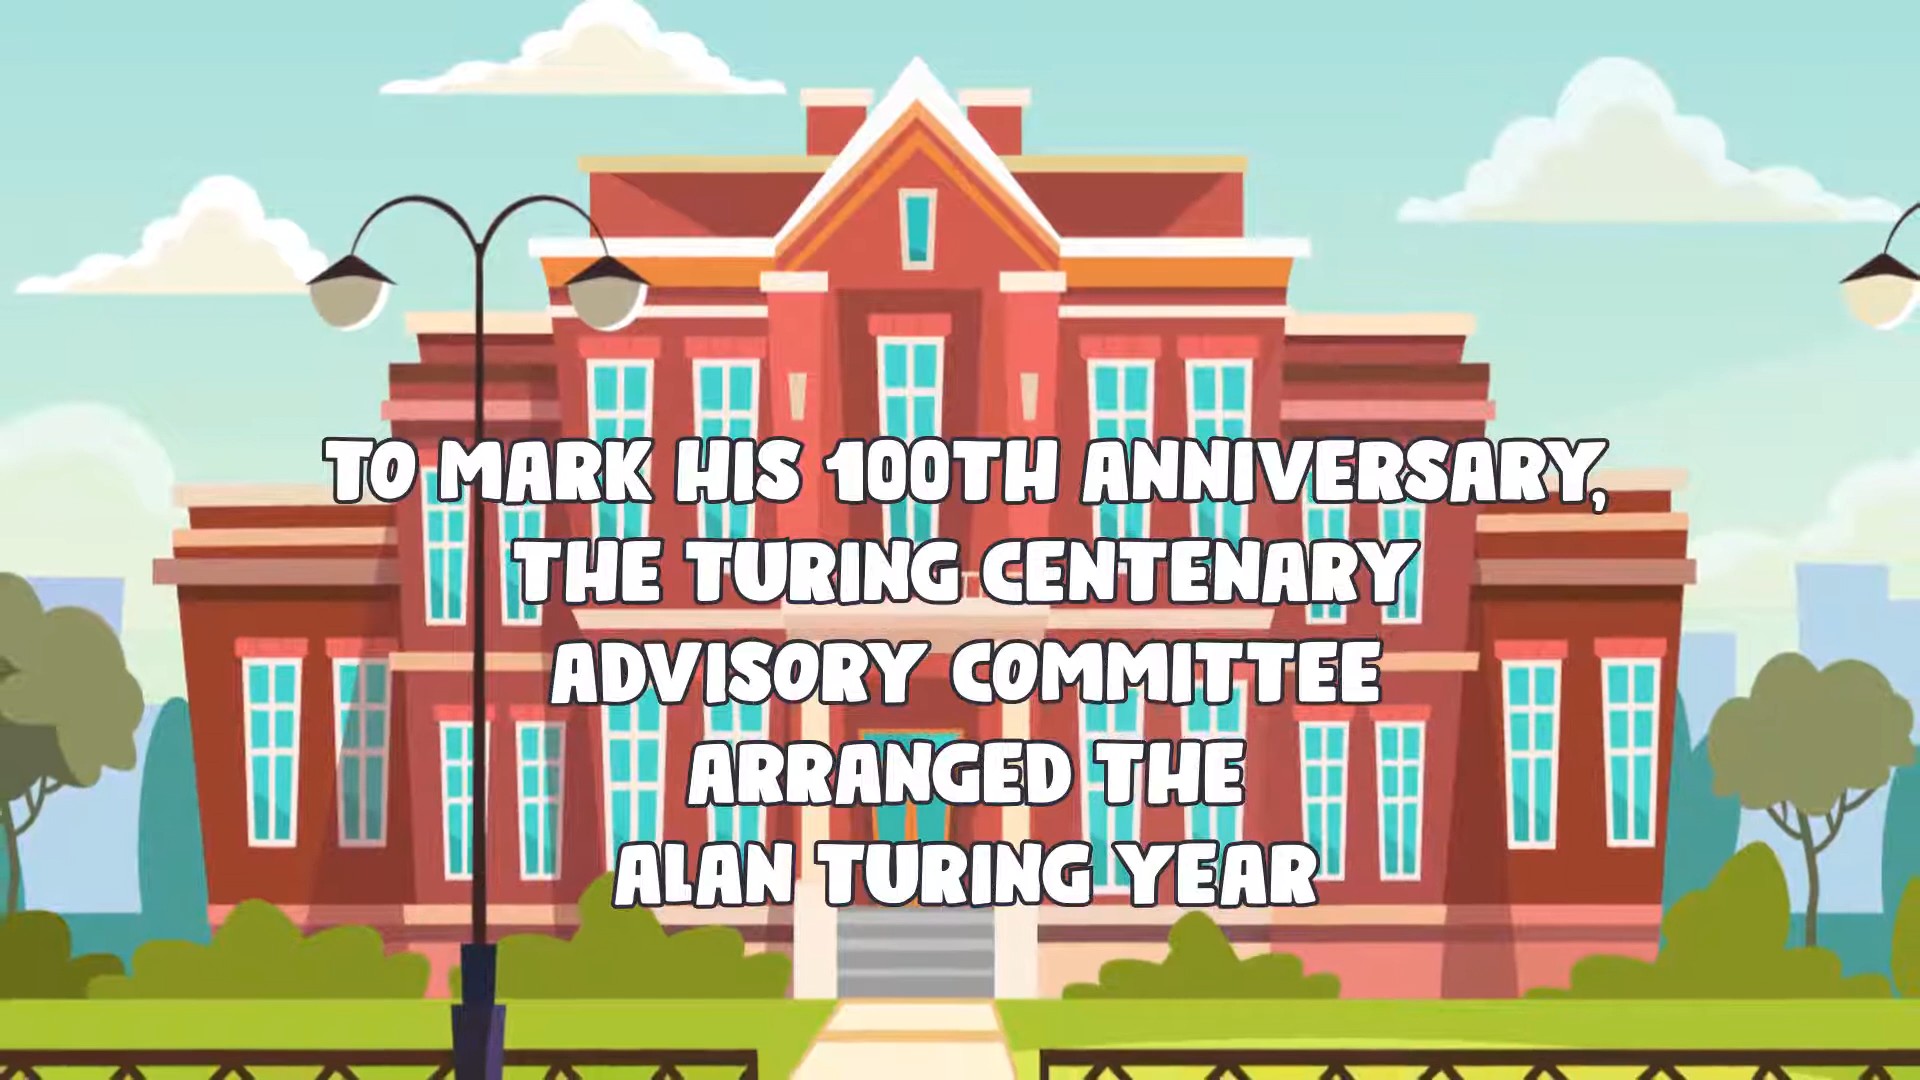 TO MARK HIS 100TH ANNIVERSARY,
THE TURING CENTENARY
ADVISORY COMMITTEE
ARRANGED THE
ALAN TURING YEAR